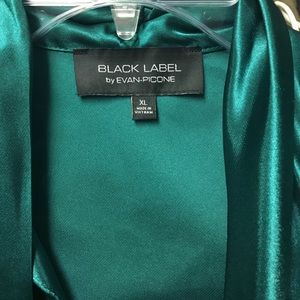 BLACK LABEL
by EVAN-PICONE
XL
MADE IN
VIETNAM